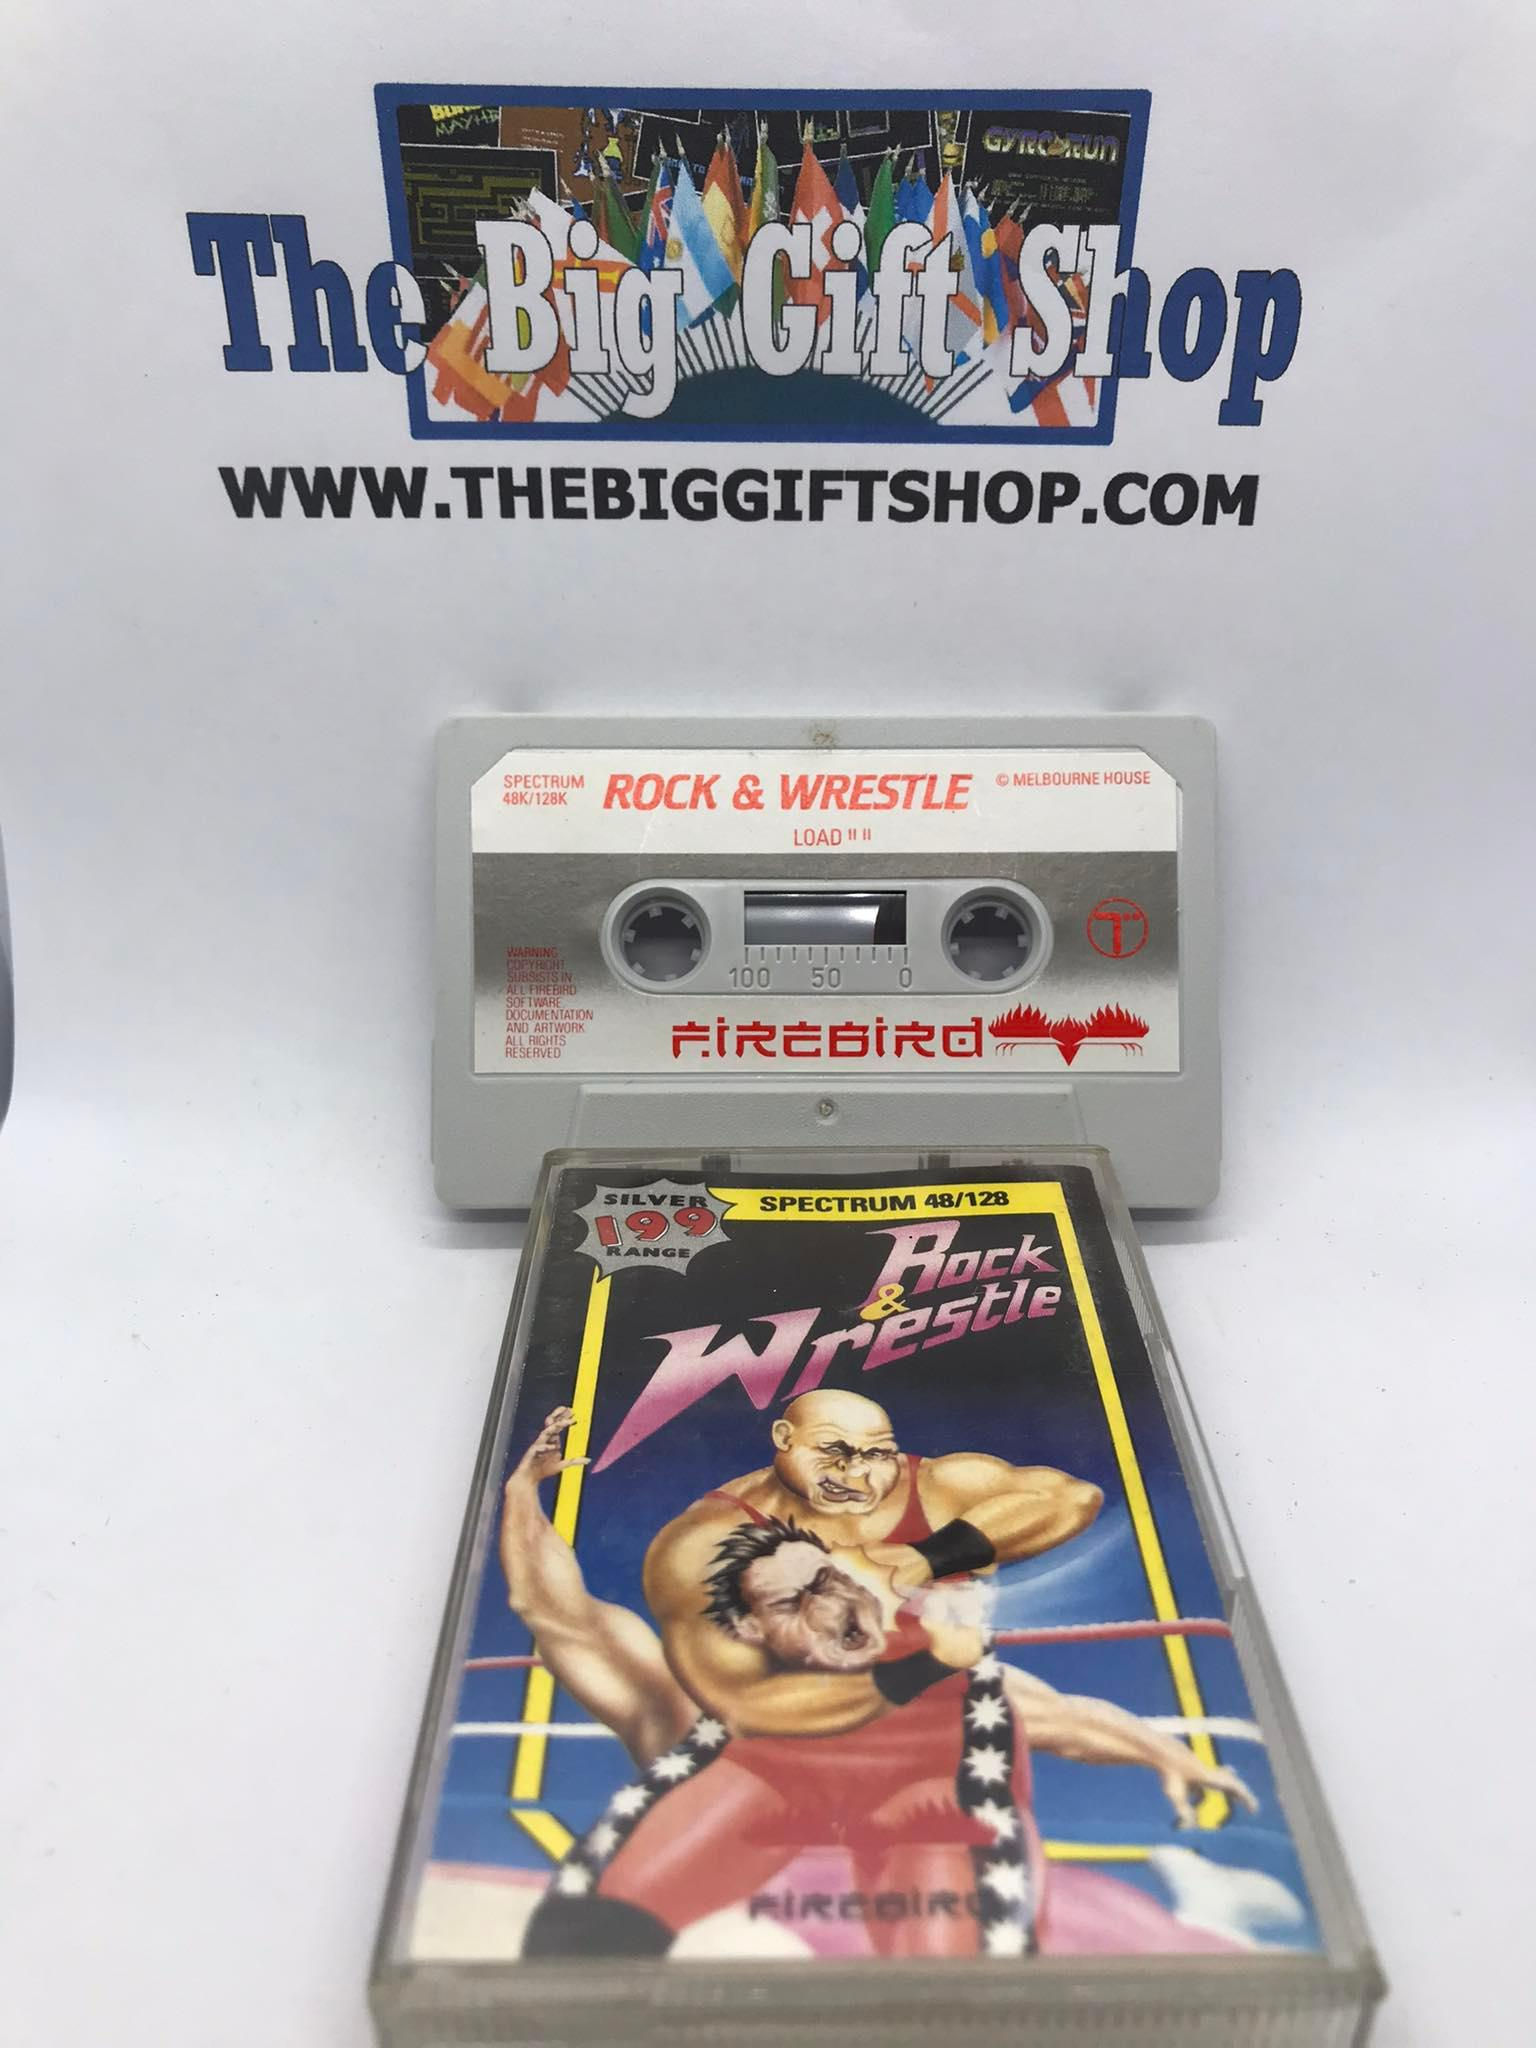 GYRO RUN
The Big Gift Shop
WWW.THEBIGGIFTSHOP.COM
SPECTRUM
48K/128K
ROCK & WRESTLE
© MELBOURNE HOUSE
LOAD " "
WARNING
COPYRIGHT
SUBSISTS IN
ALL FIREBIRD
SOFTWARE,
DOCUMENTATION
AND ARTWORK
ALL RIGHTS
RESERVED
100 50 0
T
FIREBIRD
SILVER
199
RANGE
SPECTRUM 48/128
Rock
&
Wrestle
FIREBIRD